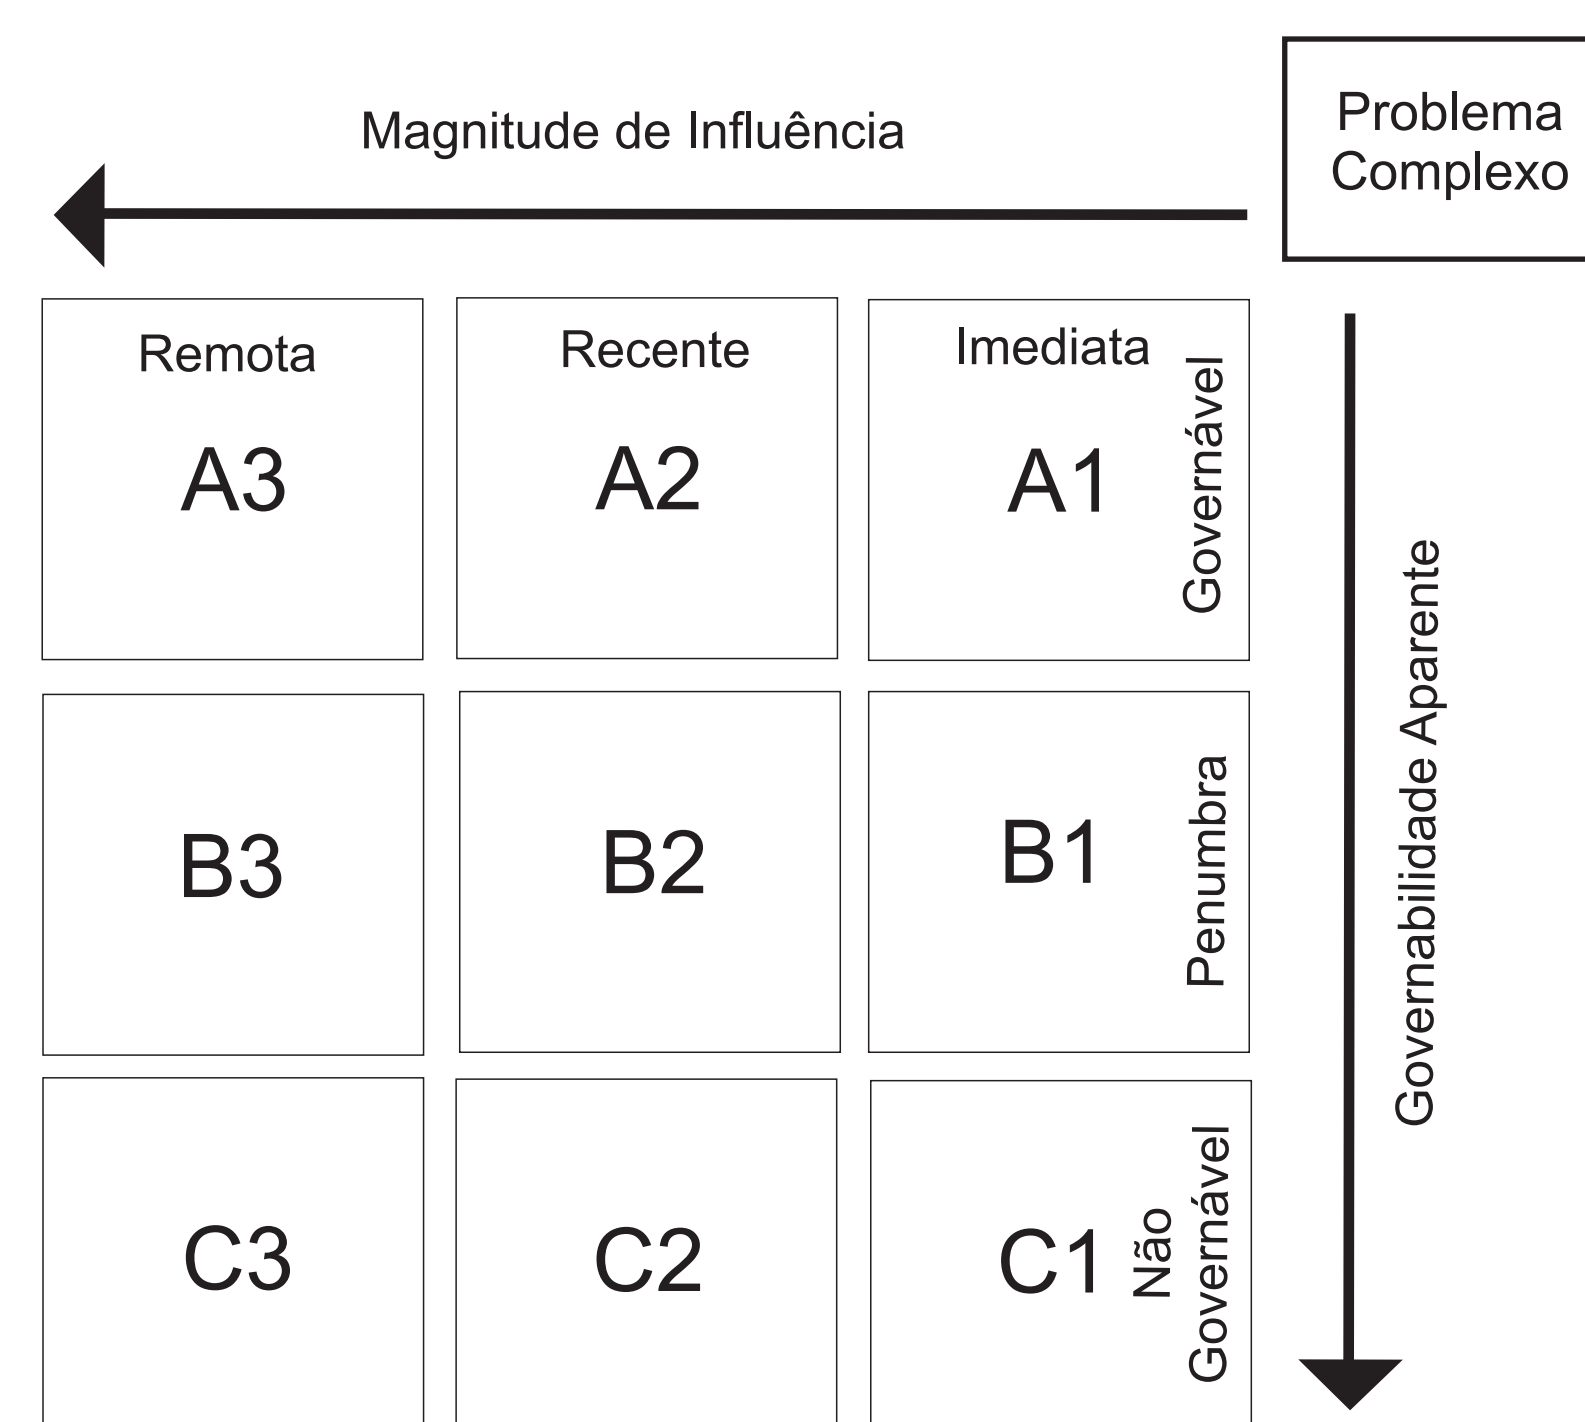 Problema
Complexo
Magnitude de Influência
Remota
Recente
Imediata
A3
A2
A1
Governável
B3
B2
B1
Penumbra
C3
C2
C1
Não
Governável
Governabilidade Aparente